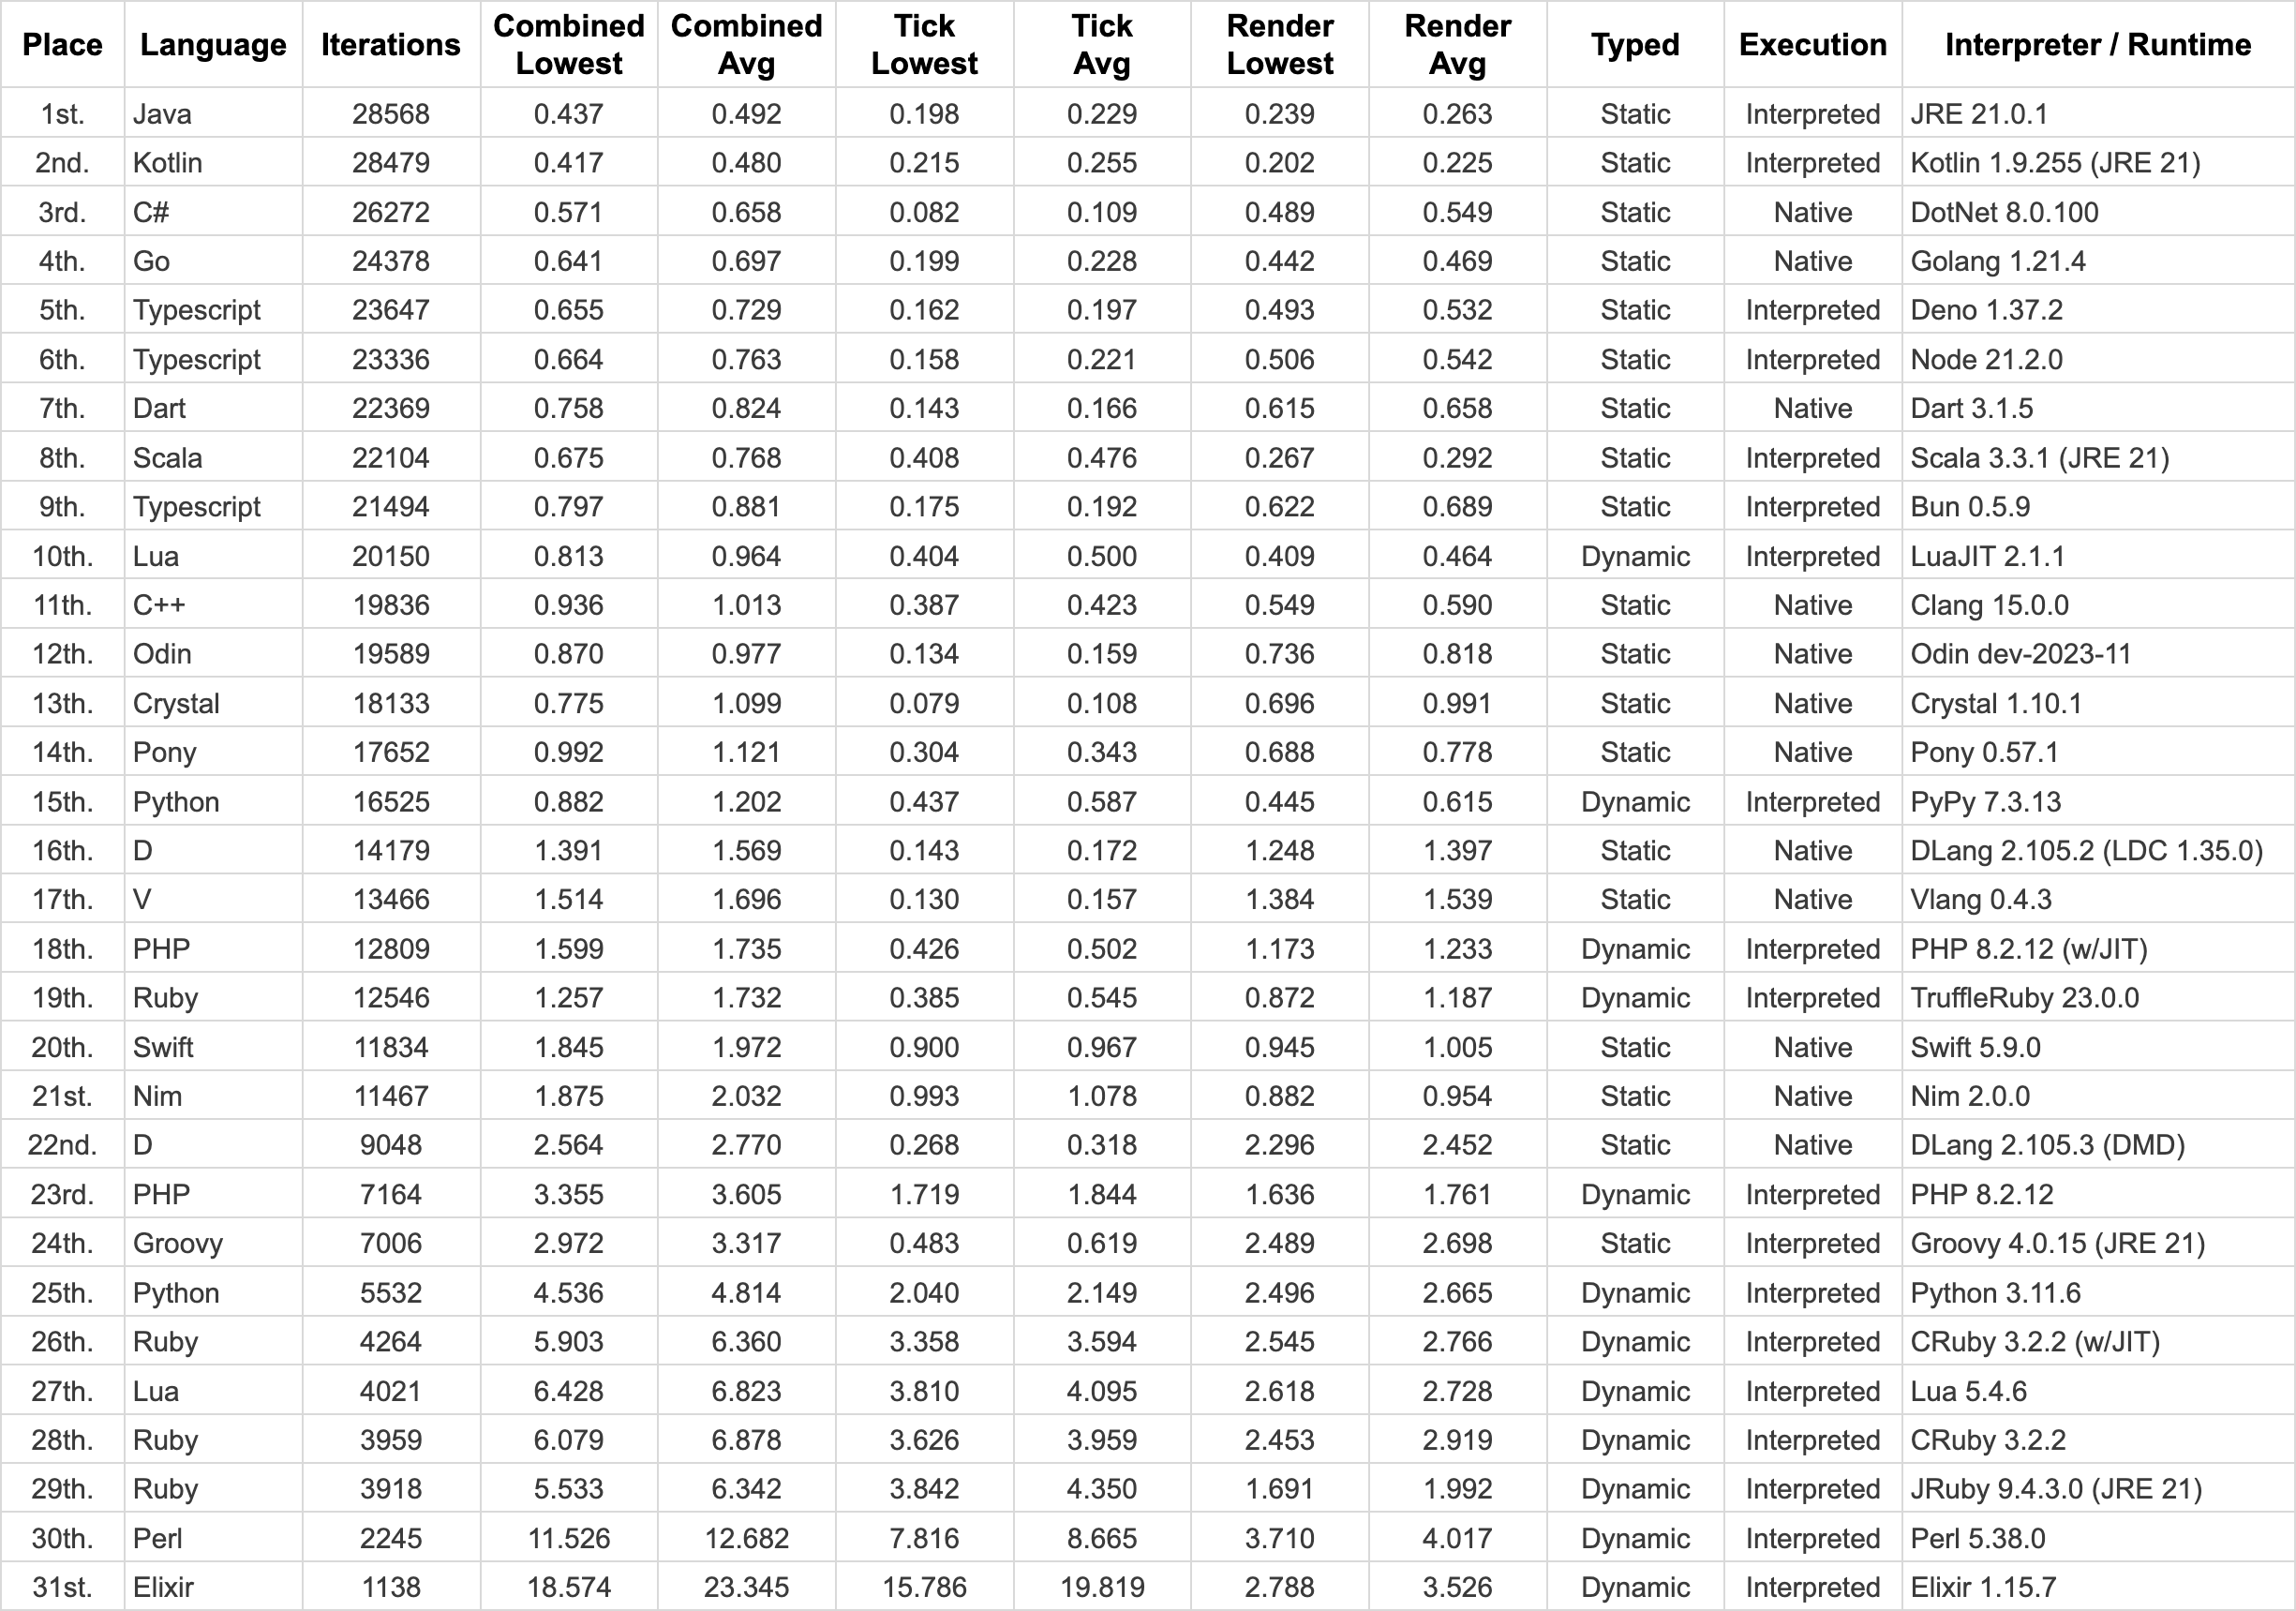 Place Language Iterations Combined Lowest Combined Avg Tick Lowest Tick Avg Render Lowest Render Avg Typed Execution Interpreter / Runtime
1st. Java 28568 0.437 0.492 0.198 0.229 0.239 0.263 Static Interpreted JRE 21.0.1
2nd. Kotlin 28479 0.417 0.480 0.215 0.255 0.202 0.225 Static Interpreted Kotlin 1.9.255 (JRE 21)
3rd. C# 26272 0.571 0.658 0.082 0.109 0.489 0.549 Static Native DotNet 8.0.100
4th. Go 24378 0.641 0.697 0.199 0.228 0.442 0.469 Static Native Golang 1.21.4
5th. Typescript 23647 0.655 0.729 0.162 0.197 0.493 0.532 Static Interpreted Deno 1.37.2
6th. Typescript 23336 0.664 0.763 0.158 0.221 0.506 0.542 Static Interpreted Node 21.2.0
7th. Dart 22369 0.758 0.824 0.143 0.166 0.615 0.658 Static Native Dart 3.1.5
8th. Scala 22104 0.675 0.768 0.408 0.476 0.267 0.292 Static Interpreted Scala 3.3.1 (JRE 21)
9th. Typescript 21494 0.797 0.881 0.175 0.192 0.622 0.689 Static Interpreted Bun 0.5.9
10th. Lua 20150 0.813 0.964 0.404 0.500 0.409 0.464 Dynamic Interpreted LuaJIT 2.1.1
11th. C++ 19836 0.936 1.013 0.387 0.423 0.549 0.590 Static Native Clang 15.0.0
12th. Odin 19589 0.870 0.977 0.134 0.159 0.736 0.818 Static Native Odin dev-2023-11
13th. Crystal 18133 0.775 1.099 0.079 0.108 0.696 0.991 Static Native Crystal 1.10.1
14th. Pony 17652 0.992 1.121 0.304 0.343 0.688 0.778 Static Native Pony 0.57.1
15th. Python 16525 0.882 1.202 0.437 0.587 0.445 0.615 Dynamic Interpreted PyPy 7.3.13
16th. D 14179 1.391 1.569 0.143 0.172 1.248 1.397 Static Native DLang 2.105.2 (LDC 1.35.0)
17th. V 13466 1.514 1.696 0.130 0.157 1.384 1.539 Static Native Vlang 0.4.3
18th. PHP 12809 1.599 1.735 0.426 0.502 1.173 1.233 Dynamic Interpreted PHP 8.2.12 (w/JIT)
19th. Ruby 12546 1.257 1.732 0.385 0.545 0.872 1.187 Dynamic Interpreted TruffleRuby 23.0.0
20th. Swift 11834 1.845 1.972 0.900 0.967 0.945 1.005 Static Native Swift 5.9.0
21st. Nim 11467 1.875 2.032 0.993 1.078 0.882 0.954 Static Native Nim 2.0.0
22nd. D 9048 2.564 2.770 0.268 0.318 2.296 2.452 Static Native DLang 2.105.3 (DMD)
23rd. PHP 7164 3.355 3.605 1.719 1.844 1.636 1.761 Dynamic Interpreted PHP 8.2.12
24th. Groovy 7006 2.972 3.317 0.483 0.619 2.489 2.698 Static Interpreted Groovy 4.0.15 (JRE 21)
25th. Python 5532 4.536 4.814 2.040 2.149 2.496 2.665 Dynamic Interpreted Python 3.11.6
26th. Ruby 4264 5.903 6.360 3.358 3.594 2.545 2.766 Dynamic Interpreted CRuby 3.2.2 (w/JIT)
27th. Lua 4021 6.428 6.823 3.810 4.095 2.618 2.728 Dynamic Interpreted Lua 5.4.6
28th. Ruby 3959 6.079 6.878 3.626 3.959 2.453 2.919 Dynamic Interpreted CRuby 3.2.2
29th. Ruby 3918 5.533 6.342 3.842 4.350 1.691 1.992 Dynamic Interpreted JRuby 9.4.3.0 (JRE 21)
30th. Perl 2245 11.526 12.682 7.816 8.665 3.710 4.017 Dynamic Interpreted Perl 5.38.0
31st. Elixir 1138 18.574 23.345 15.786 19.819 2.788 3.526 Dynamic Interpreted Elixir 1.15.7